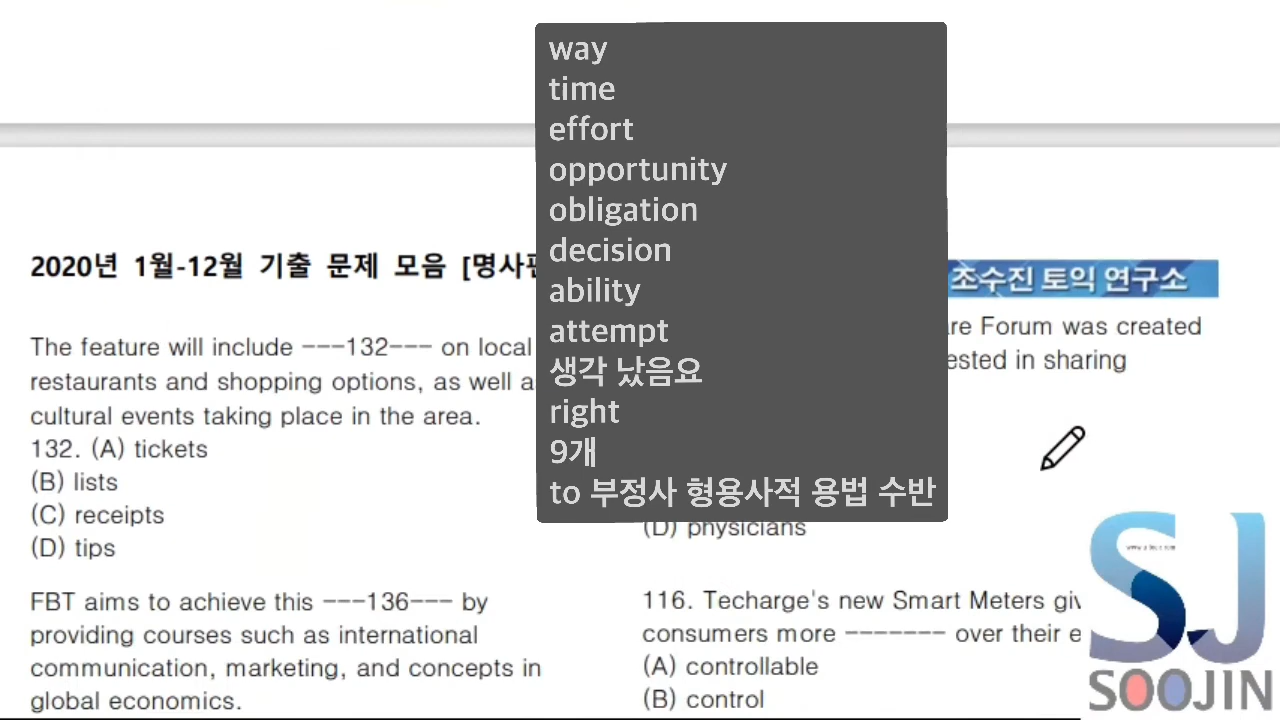 way
time
effort
opportunity
obligation
decision
ability
attempt
생각 났음요
right
9개
to 부정사 형용사적 용법 수반
2020년 1월-12월 기출 문제 모음
조수진 토익 연구소
The feature will include ---132--- on local
restaurants and shopping options, as well
cultural events taking place in the area.
132. (A) tickets
(B) lists
(C) receipts
(D) tips
FBT aims to achieve this ---136--- by
providing courses such as international
communication, marketing, and concepts in
global economics.
Forum was created
in sharing
(D) physicians
116. Techarge's new Smart Meters
consumers more ------- over their
(A) controllable
(B) control
SJ
SOOJIN